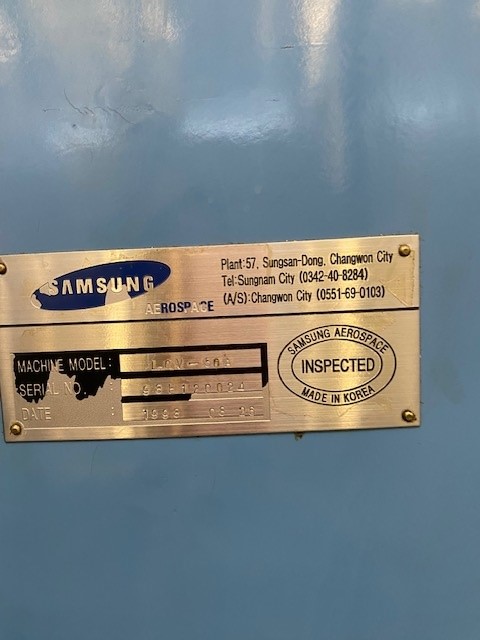 SAMSUNG
AEROSPACE
Plant:57, Sungsan-Dong, Changwon City
Tel:Sungnam City (0342-40-8284)
(A/S):Changwon City (0551-69-0103)
MACHINE MODEL :
SERIAL NO. :
DATE : 1998
SAMSUNG AEROSPACE
INSPECTED
MADE IN KOREA